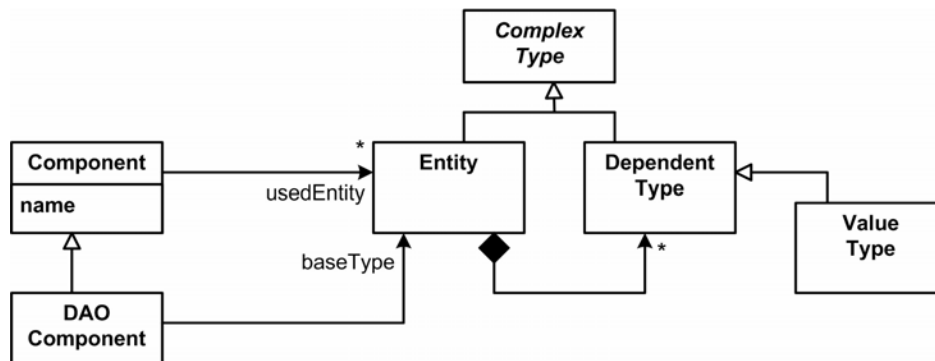 Complex
Type
Component
name
*
usedEntity
Entity
Dependent
Type
Value
Type
baseType
*
DAO
Component